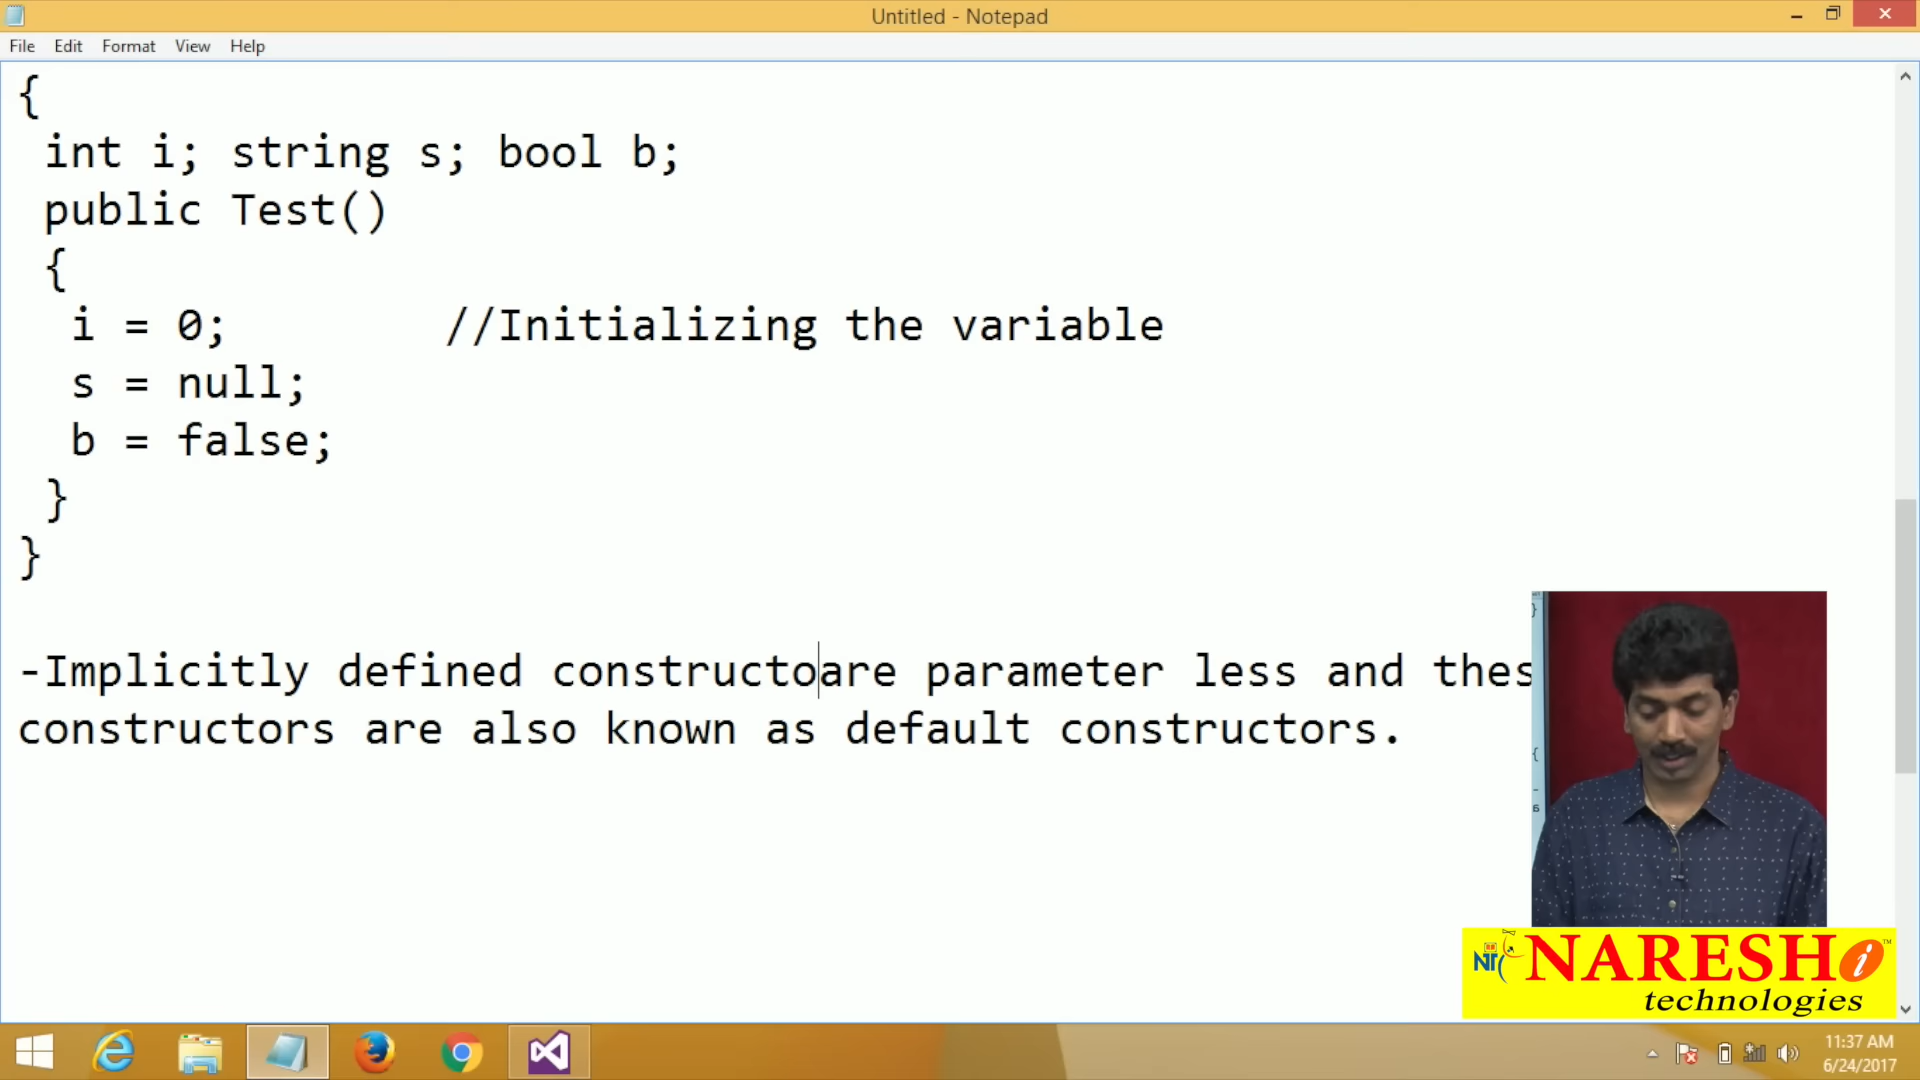 Untitled - Notepad
File Edit Format View Help
{
int i; string s; bool b;
public Test()
{
i = 0; //Initializing the variable
s = null;
b = false;
}
}
-Implicitly defined constructoare parameter less and thes
constructors are also known as default constructors.
NTC NARESH i ™
technologies
11:37 AM
6/24/2017